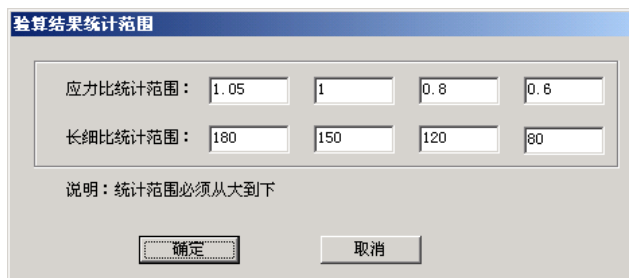 验算结果统计范围
应力比统计范围： 1.05 1 0.8 0.6
长细比统计范围： 180 150 120 80
说明：统计范围必须从大到下
确定 取消